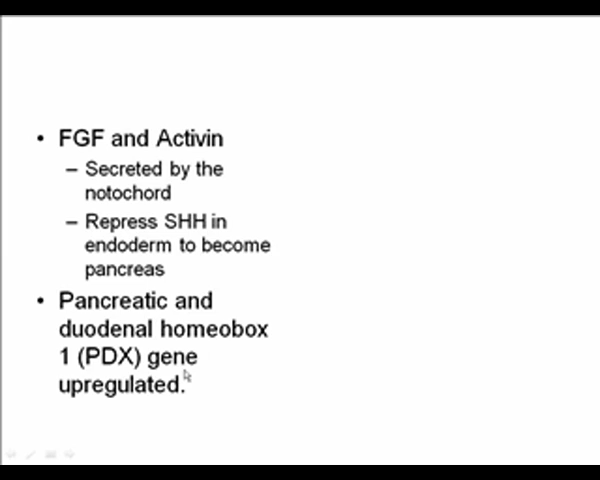 • FGF and Activin
– Secreted by the
notochord
– Repress SHH in
endoderm to become
pancreas
• Pancreatic and
duodenal homeobox
1 (PDX) gene
upregulated.